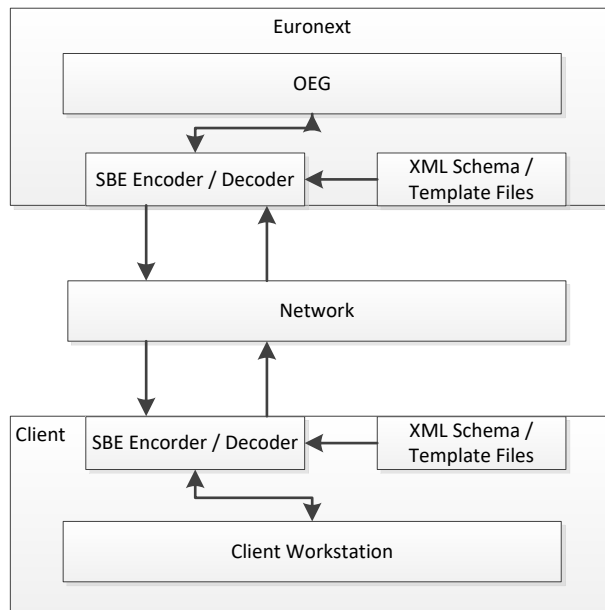 Euronext
OEG
SBE Encoder / Decoder
XML Schema /
Template Files
Network
Client
SBE Encorder / Decoder
XML Schema /
Template Files
Client Workstation